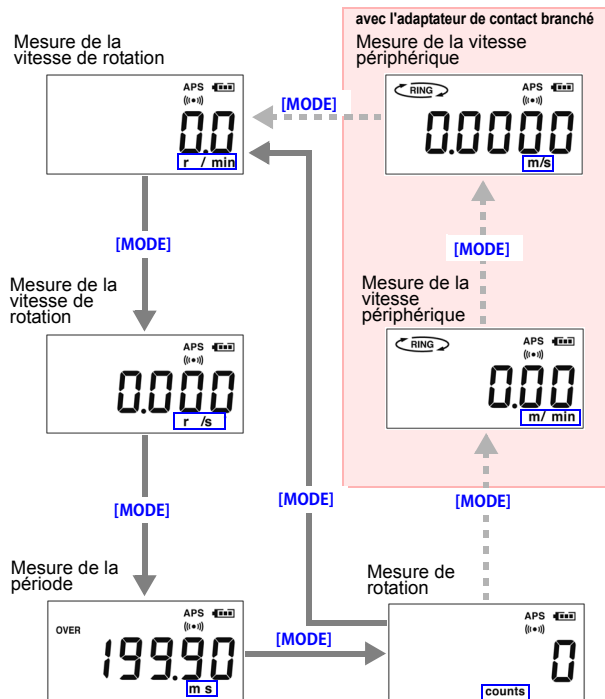 avec l'adaptateur de contact branché
Mesure de la
vitesse de rotation
APS
0.0
r / min
[MODE]
Mesure de la vitesse
périphérique
RING
APS
0.0000
m/s
[MODE]
[MODE]
Mesure de la
vitesse de
rotation
APS
0.000
r /s
Mesure de la
vitesse
périphérique
RING
APS
0.00
m/ min
[MODE]
[MODE]
[MODE]
Mesure de la
période
OVER
APS
199.90
m s
[MODE]
Mesure de
rotation
APS
0
counts